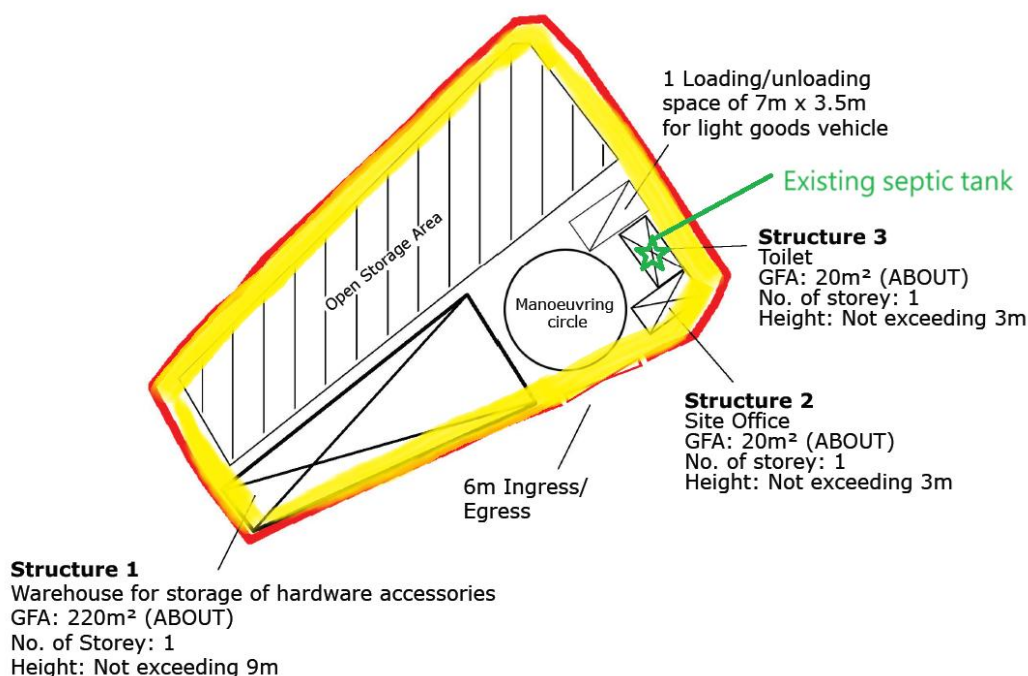 1 Loading/unloading
space of 7m x 3.5m
for light goods vehicle
Existing septic tank
Structure 3
Toilet
GFA: 20m² (ABOUT)
No. of storey: 1
Height: Not exceeding 3m
Open Storage Area
Manoeuvring
circle
Structure 2
Site Office
GFA: 20m² (ABOUT)
No. of storey: 1
Height: Not exceeding 3m
6m Ingress/
Egress
Structure 1
Warehouse for storage of hardware accessories
GFA: 220m² (ABOUT)
No. of Storey: 1
Height: Not exceeding 9m